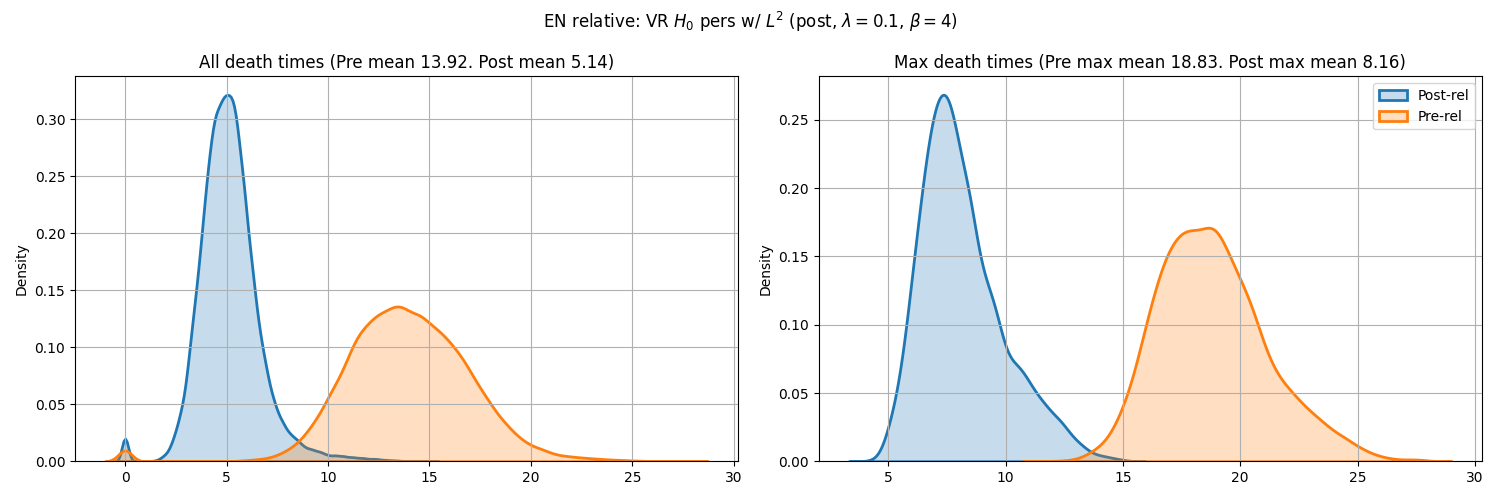 EN relative: VR $H_0$ pers w/ $L^2$ (post, $\lambda = 0.1$, $\beta = 4$)
All death times (Pre mean 13.92. Post mean 5.14)
Density
0.30
0.25
0.20
0.15
0.10
0.05
0.00
0 5 10 15 20 25 30
Max death times (Pre max mean 18.83. Post max mean 8.16)
Post-rel
Pre-rel
Density
0.25
0.20
0.15
0.10
0.05
0.00
5 10 15 20 25 30